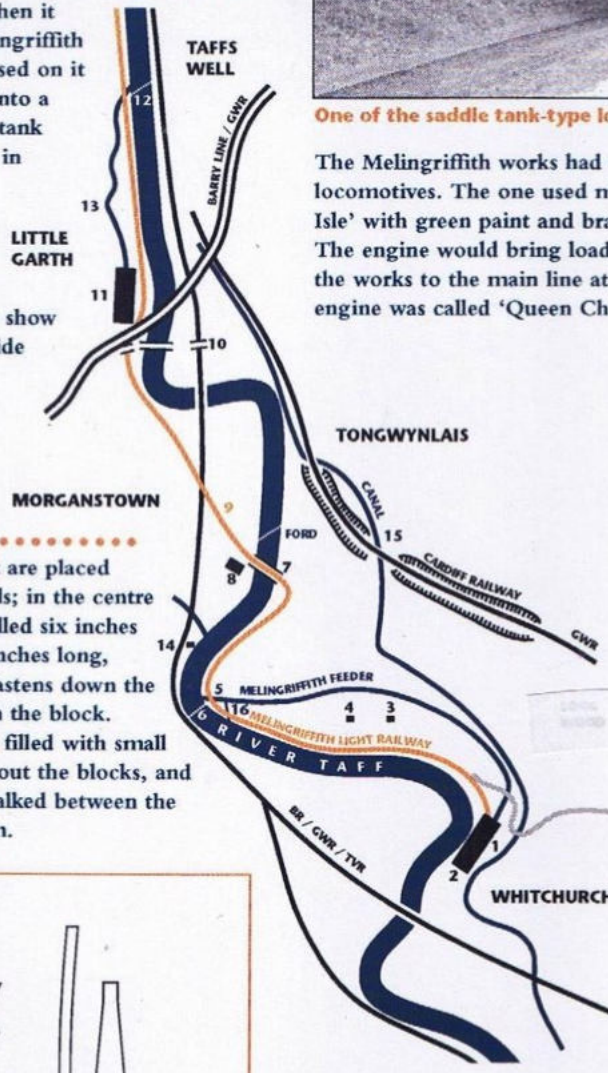 hen it
ngriffith
sed on it
nto a
tank
in
show
ide
One of the saddle tank-type lo
The Melingriffith works had
locomotives. The one used m
Isle' with green paint and bra
The engine would bring load
the works to the main line at
engine was called 'Queen Ch
TAFFS
WELL
12
BARRY LINE / GWR
13
LITTLE
GARTH
11
10
TONGWYNLAIS
MORGANSTOWN
9
CANAL
15
FORD
CARDIFF RAILWAY
GWR
8
7
are placed
ls; in the centre
lled six inches
nches long,
astens down the
the block.
filled with small
out the blocks, and
alked between the
n.
14
5
MELINGRIFFITH FEEDER
4
3
16
6
MELINGRIFFITH LIGHT RAILWAY
RIVER TAFF
BR / GWR / TVR
1
2
WHITCHURCH